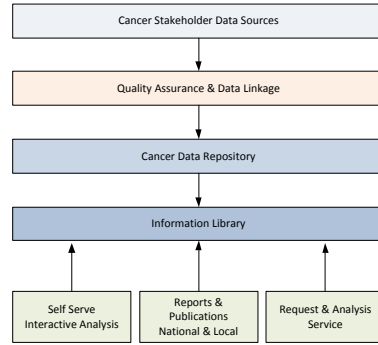 Cancer Stakeholder Data Sources
Quality Assurance & Data Linkage
Cancer Data Repository
Information Library
Self Serve
Interactive Analysis
Reports &
Publications
National & Local
Request & Analysis
Service